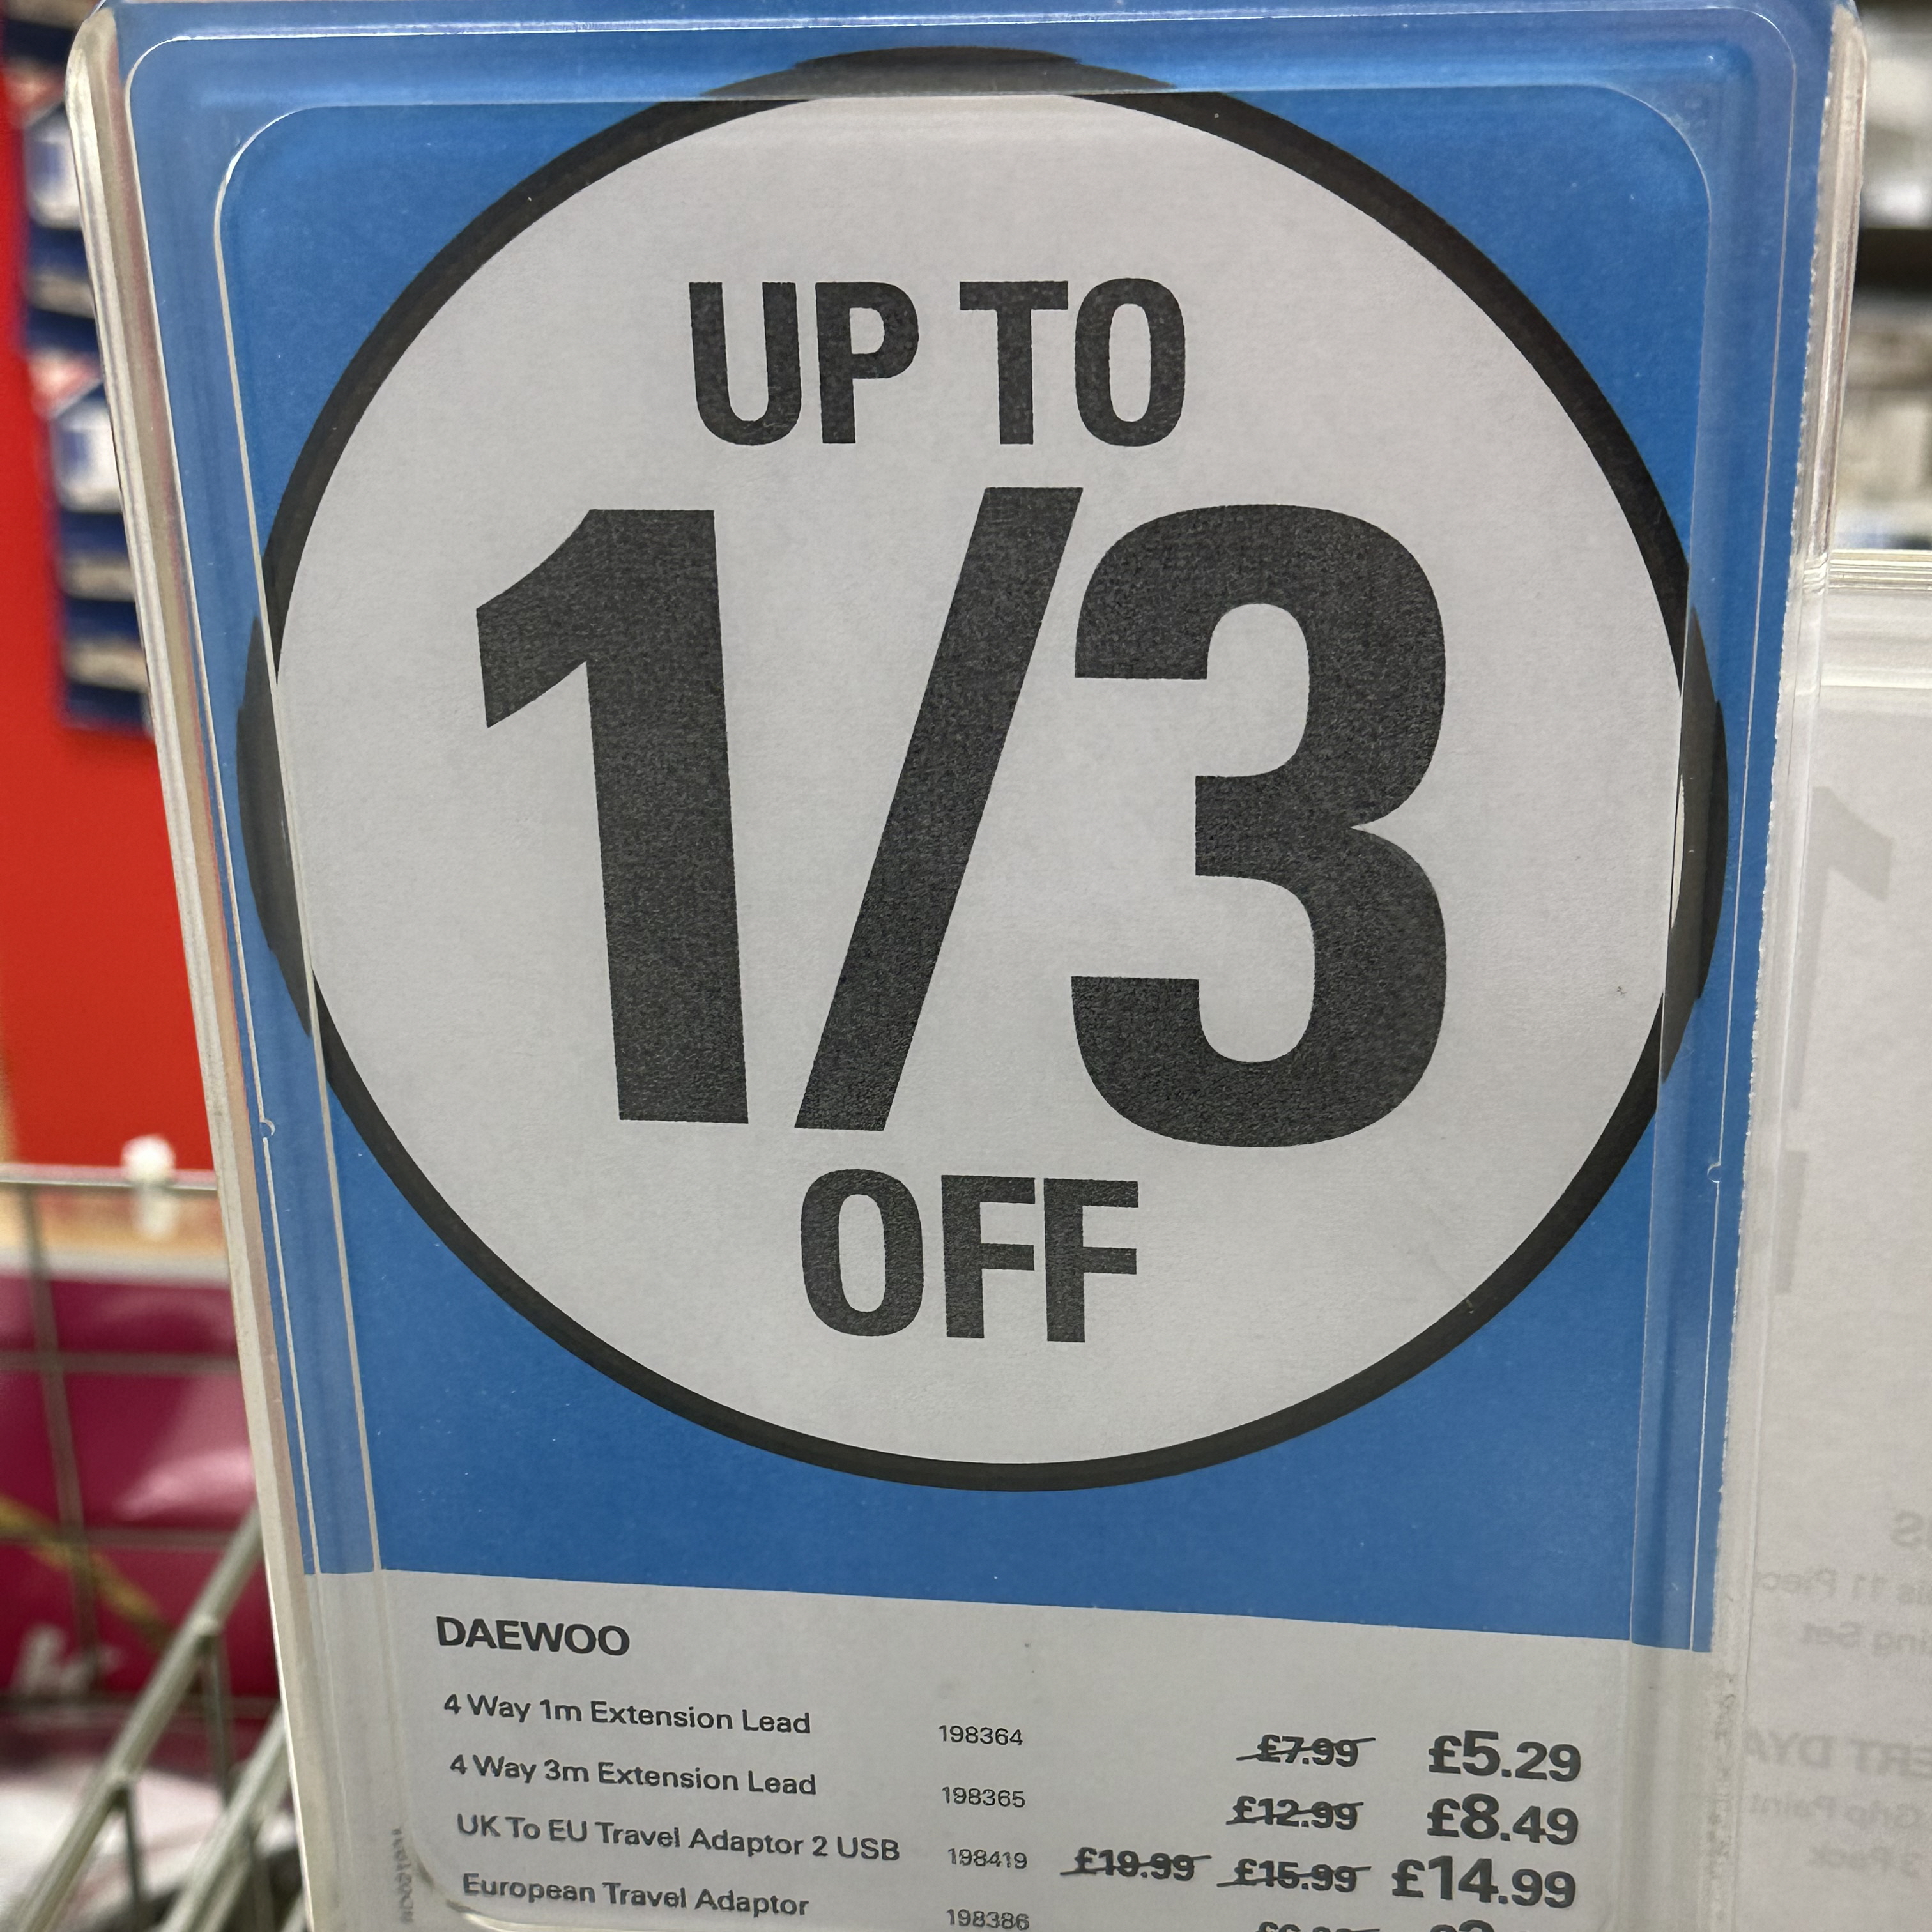 UP TO
1/3
OFF
DAEWOO
4 Way 1m Extension Lead 198364 £7.99 £5.29
4 Way 3m Extension Lead 198365 £12.99 £8.49
UK To EU Travel Adaptor 2 USB 198419 £19.99 £15.99 £14.99
European Travel Adaptor 198386